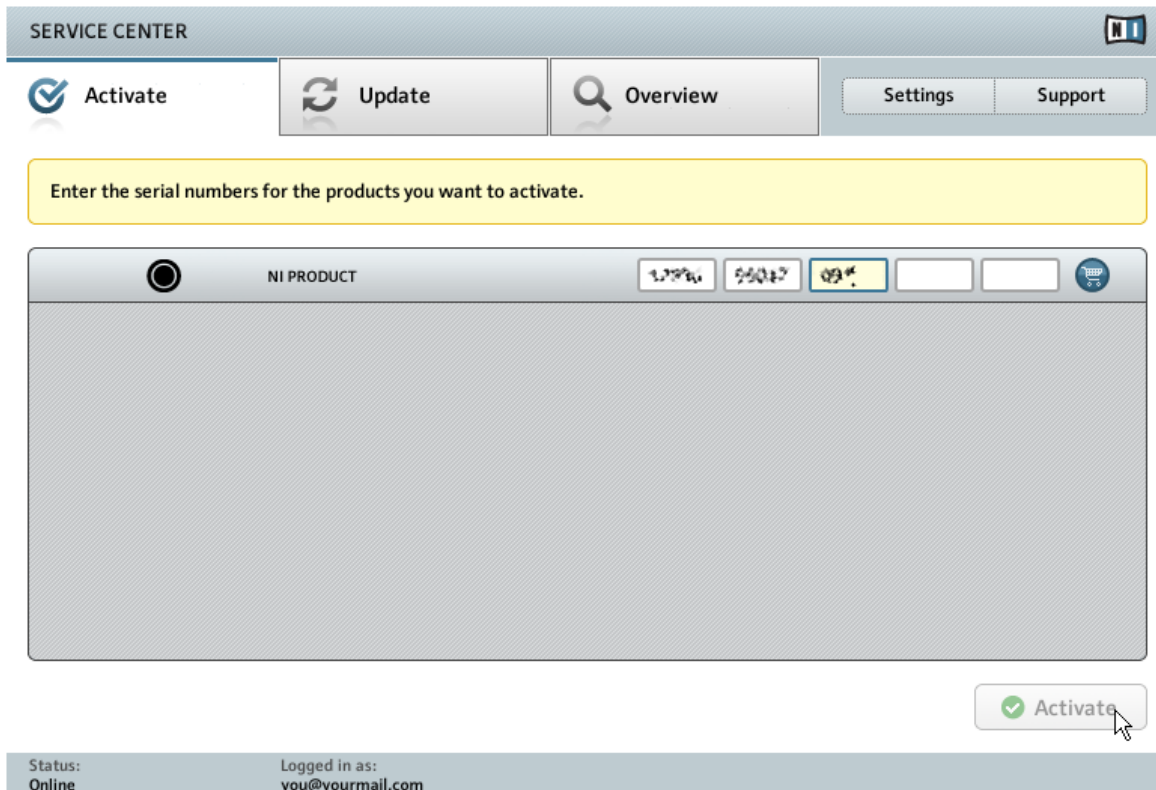 SERVICE CENTER
NI
Activate
Update
Overview
Settings
Support
Enter the serial numbers for the products you want to activate.
NI PRODUCT
Activate
Status:
Logged in as:
Online
you@yourmail.com